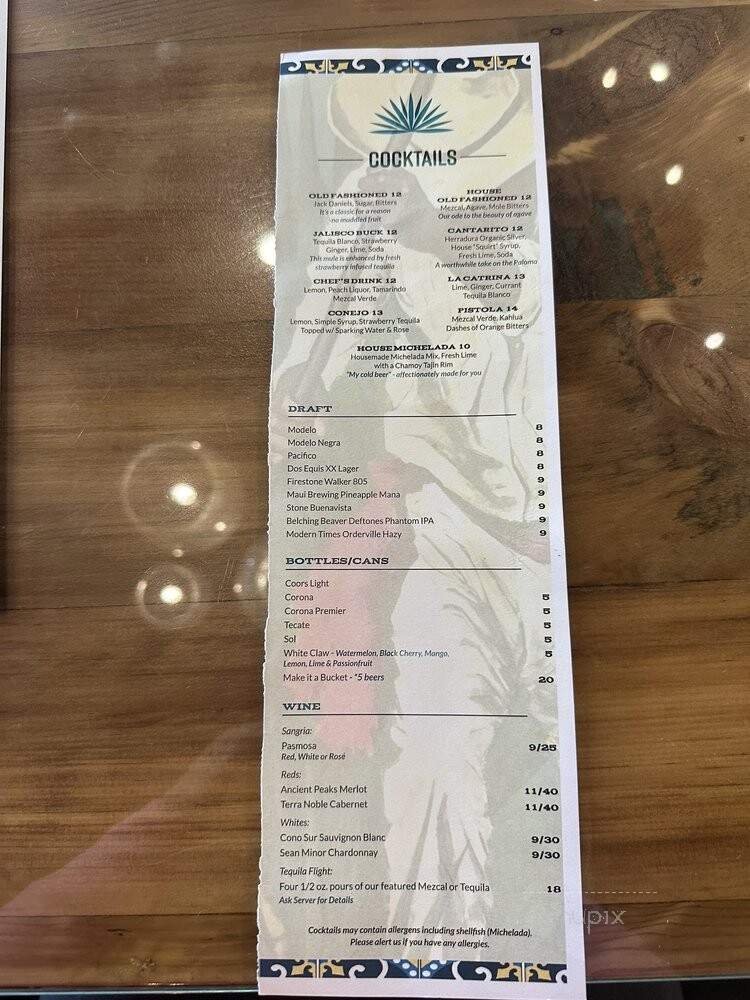 COCKTAILS
OLD FASHIONED 12
Jack Daniels, Sugar, Bitters
It's a classic for a reason
-no muddled fruit
HOUSE
OLD FASHIONED 12
Mezcal, Agave, Mole Bitters
Our ode to the beauty of agave
JALISCO BUCK 12
Tequila Blanco, Strawberry
Ginger, Lime, Soda
This mule is enhanced by fresh
strawberry infused tequila
CANTARITO 12
Herradura Organic Silver,
House "Squirt" Syrup,
Fresh Lime, Soda
A worthwhile take on the Paloma
CHEF'S DRINK 12
Lemon, Peach Liquor, Tamarindo
Mezcal Verde
LA CATRINA 13
Lime, Ginger, Currant
Tequila Blanco
CONEJO 13
Lemon, Simple Syrup, Strawberry Tequila
Topped w/ Sparking Water & Rose
PISTOLA 14
Mezcal Verde, Kahlua
Dashes of Orange Bitters
HOUSE MICHELADA 10
Housemade Michelada Mix, Fresh Lime
with a Chamoy Tajin Rim
"My cold beer" - affectionately made for you
DRAFT
Modelo 8
Modelo Negra 8
Pacifico 8
Dos Equis XX Lager 8
Firestone Walker 805 9
Maui Brewing Pineapple Mana 9
Stone Buenavista 9
Belching Beaver Deftones Phantom IPA 9
Modern Times Orderville Hazy 9
BOTTLES/CANS
Coors Light
Corona 5
Corona Premier 5
Tecate 5
Sol 5
White Claw - Watermelon, Black Cherry, Mango, 5
Lemon, Lime & Passionfruit
Make it a Bucket - *5 beers 20
WINE
Sangria:
Pasmosa 9/25
Red, White or Rosé
Reds:
Ancient Peaks Merlot 11/40
Terra Noble Cabernet 11/40
Whites:
Cono Sur Sauvignon Blanc 9/30
Sean Minor Chardonnay 9/30
Tequila Flight:
Four 1/2 oz. pours of our featured Mezcal or Tequila 18
Ask Server for Details
Cocktails may contain allergens including shellfish (Michelada).
Please alert us if you have any allergies.